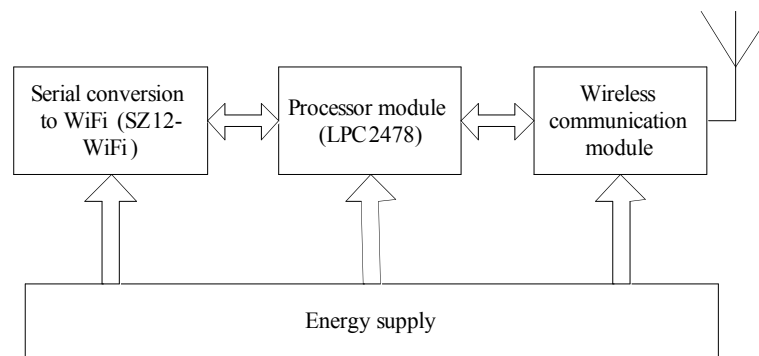 Serial conversion
to WiFi (SZ12-
WiFi)
Processor module
(LPC2478)
Wireless
communication
module
Energy supply